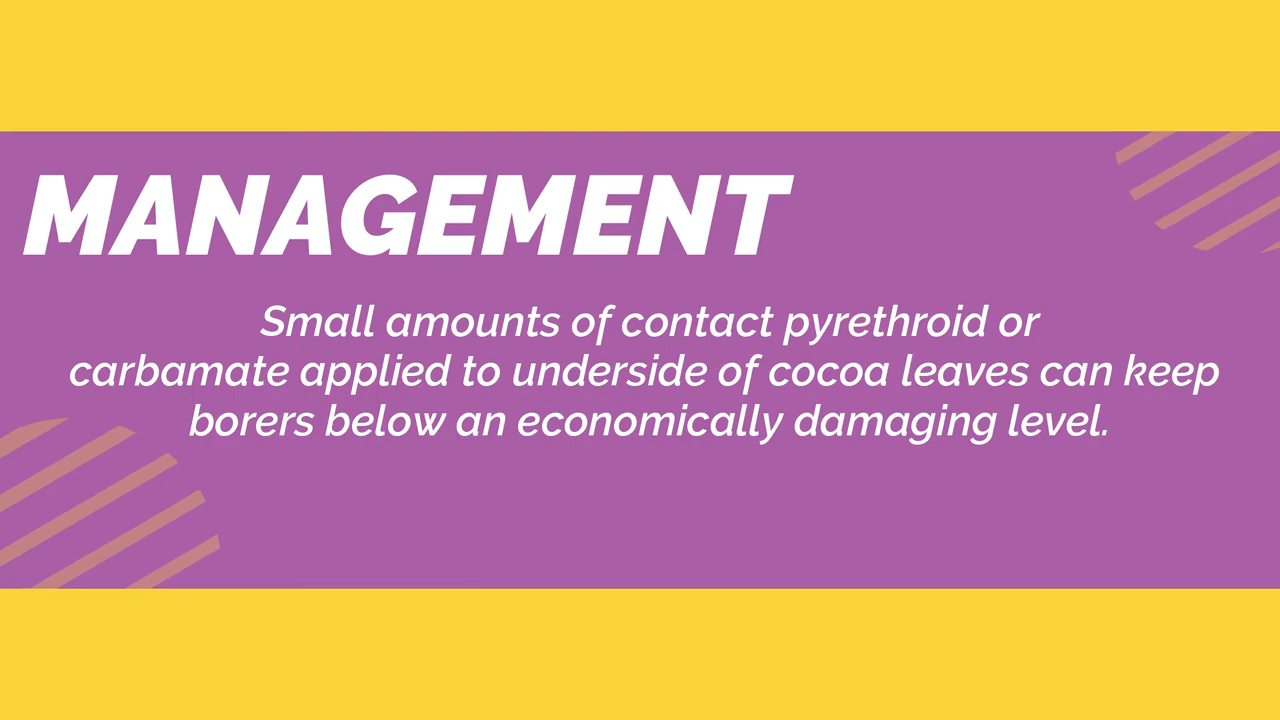 MANAGEMENT
Small amounts of contact pyrethroid or
carbamate applied to underside of cocoa leaves can keep
borers below an economically damaging level.